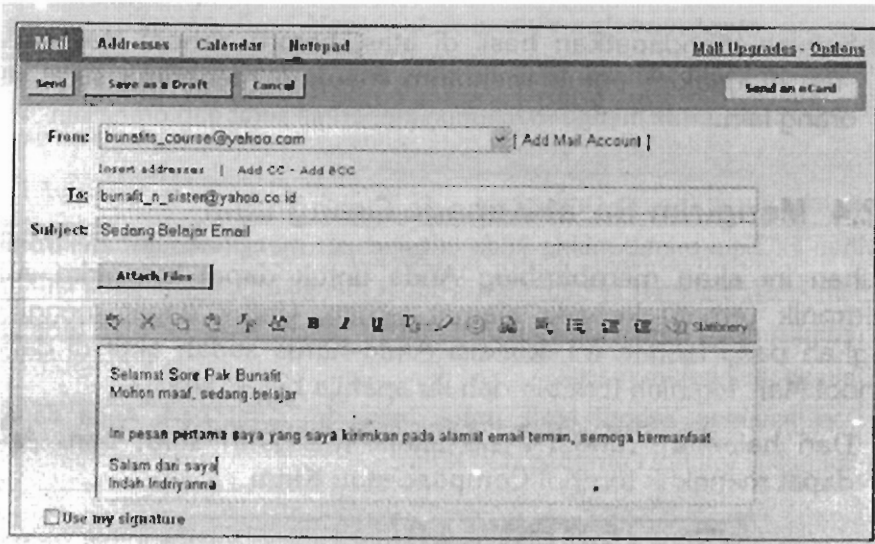 Mail Addresses Calendar Notepad Mail Upgrades - Options
Send Save as a Draft Cancel Send an eCard
From: bunafits_course@yahoo.com [ Add Mail Account ]
Insert addresses | Add CC - Add BCC
To: bunafit_n_sisten@yahoo.co.id
Subject: Sedang Belajar Email
Attach Files
B I U Stationery
Selamat Sore Pak Bunafit
Mohon maaf, sedang belajar
Ini pesan pertama saya yang saya kirimkan pada alamat email teman, semoga bermanfaat
Salam dari saya
Indah Indriyanna
Use my signature